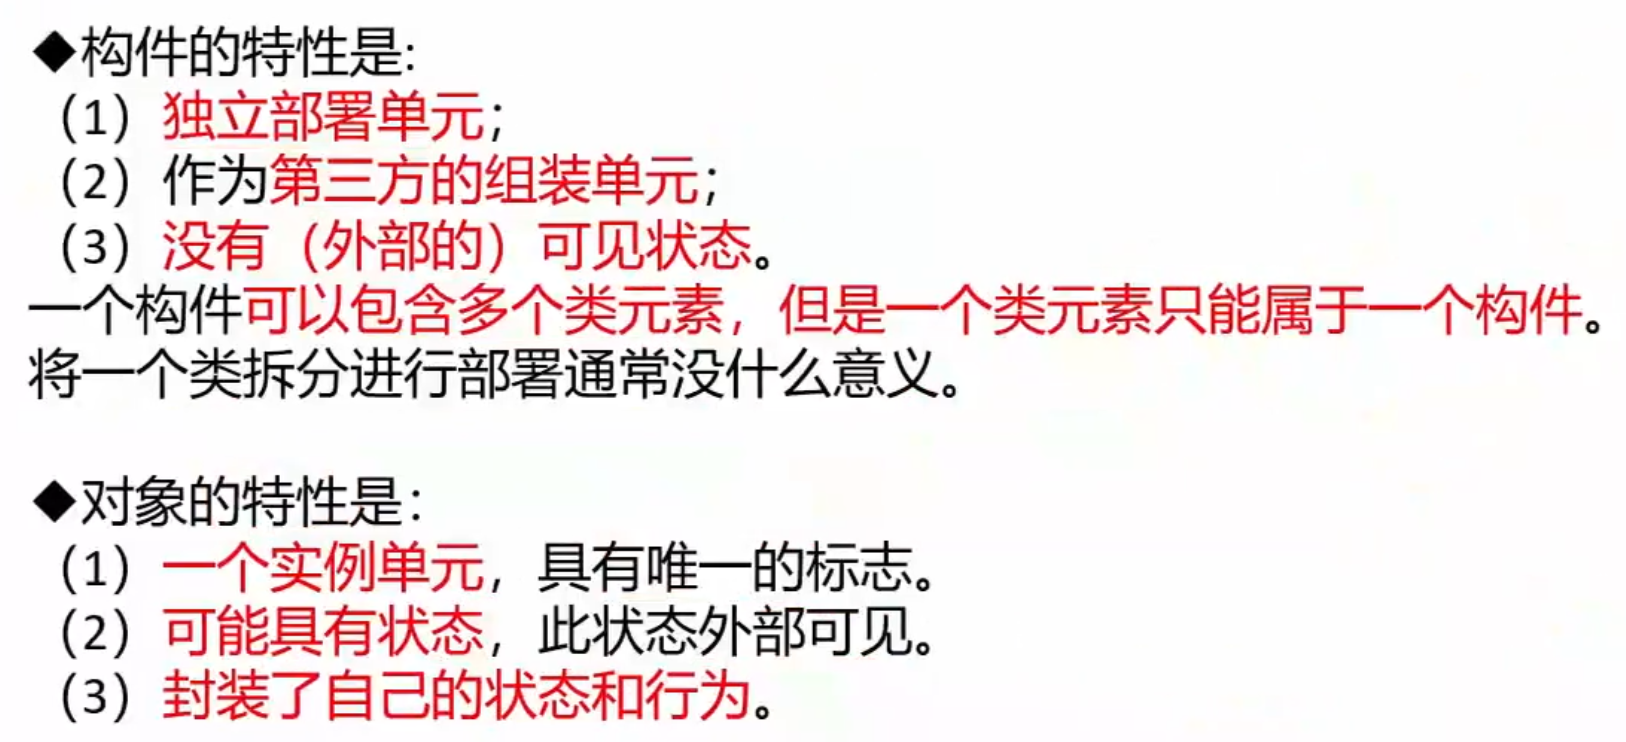 ◆构件的特性是:
（1）独立部署单元；
（2）作为第三方的组装单元；
（3）没有（外部的）可见状态。
一个构件可以包含多个类元素，但是一个类元素只能属于一个构件。
将一个类拆分进行部署通常没什么意义。
◆对象的特性是：
（1）一个实例单元，具有唯一的标志。
（2）可能具有状态，此状态外部可见。
（3）封装了自己的状态和行为。